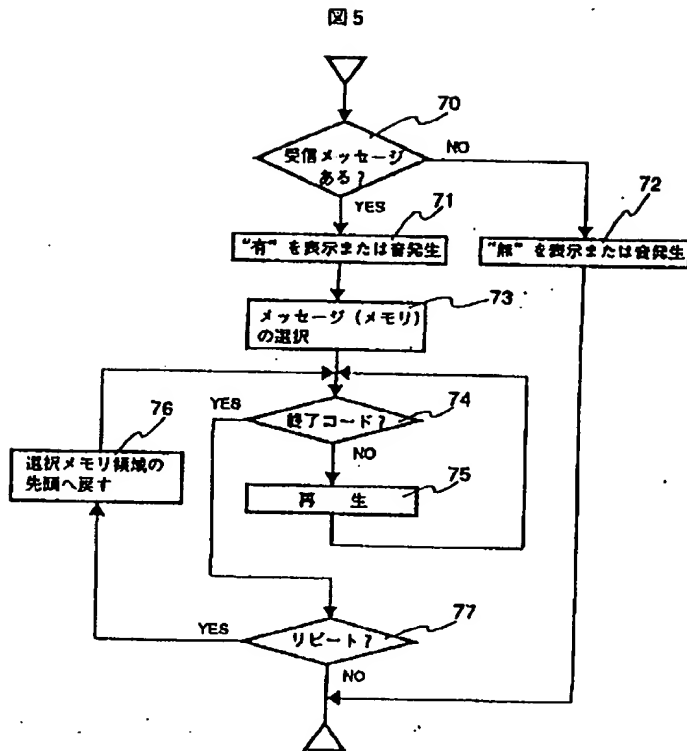 図5
70
受信メッセージ
ある?
NO
YES
71
72
"有"を表示または音発生
"無"を表示または音発生
73
メッセージ(メモリ)
の選択
76
YES
74
終了コード?
NO
選択メモリ領域の
先頭へ戻す
75
再 生
YES
77
リピート?
NO